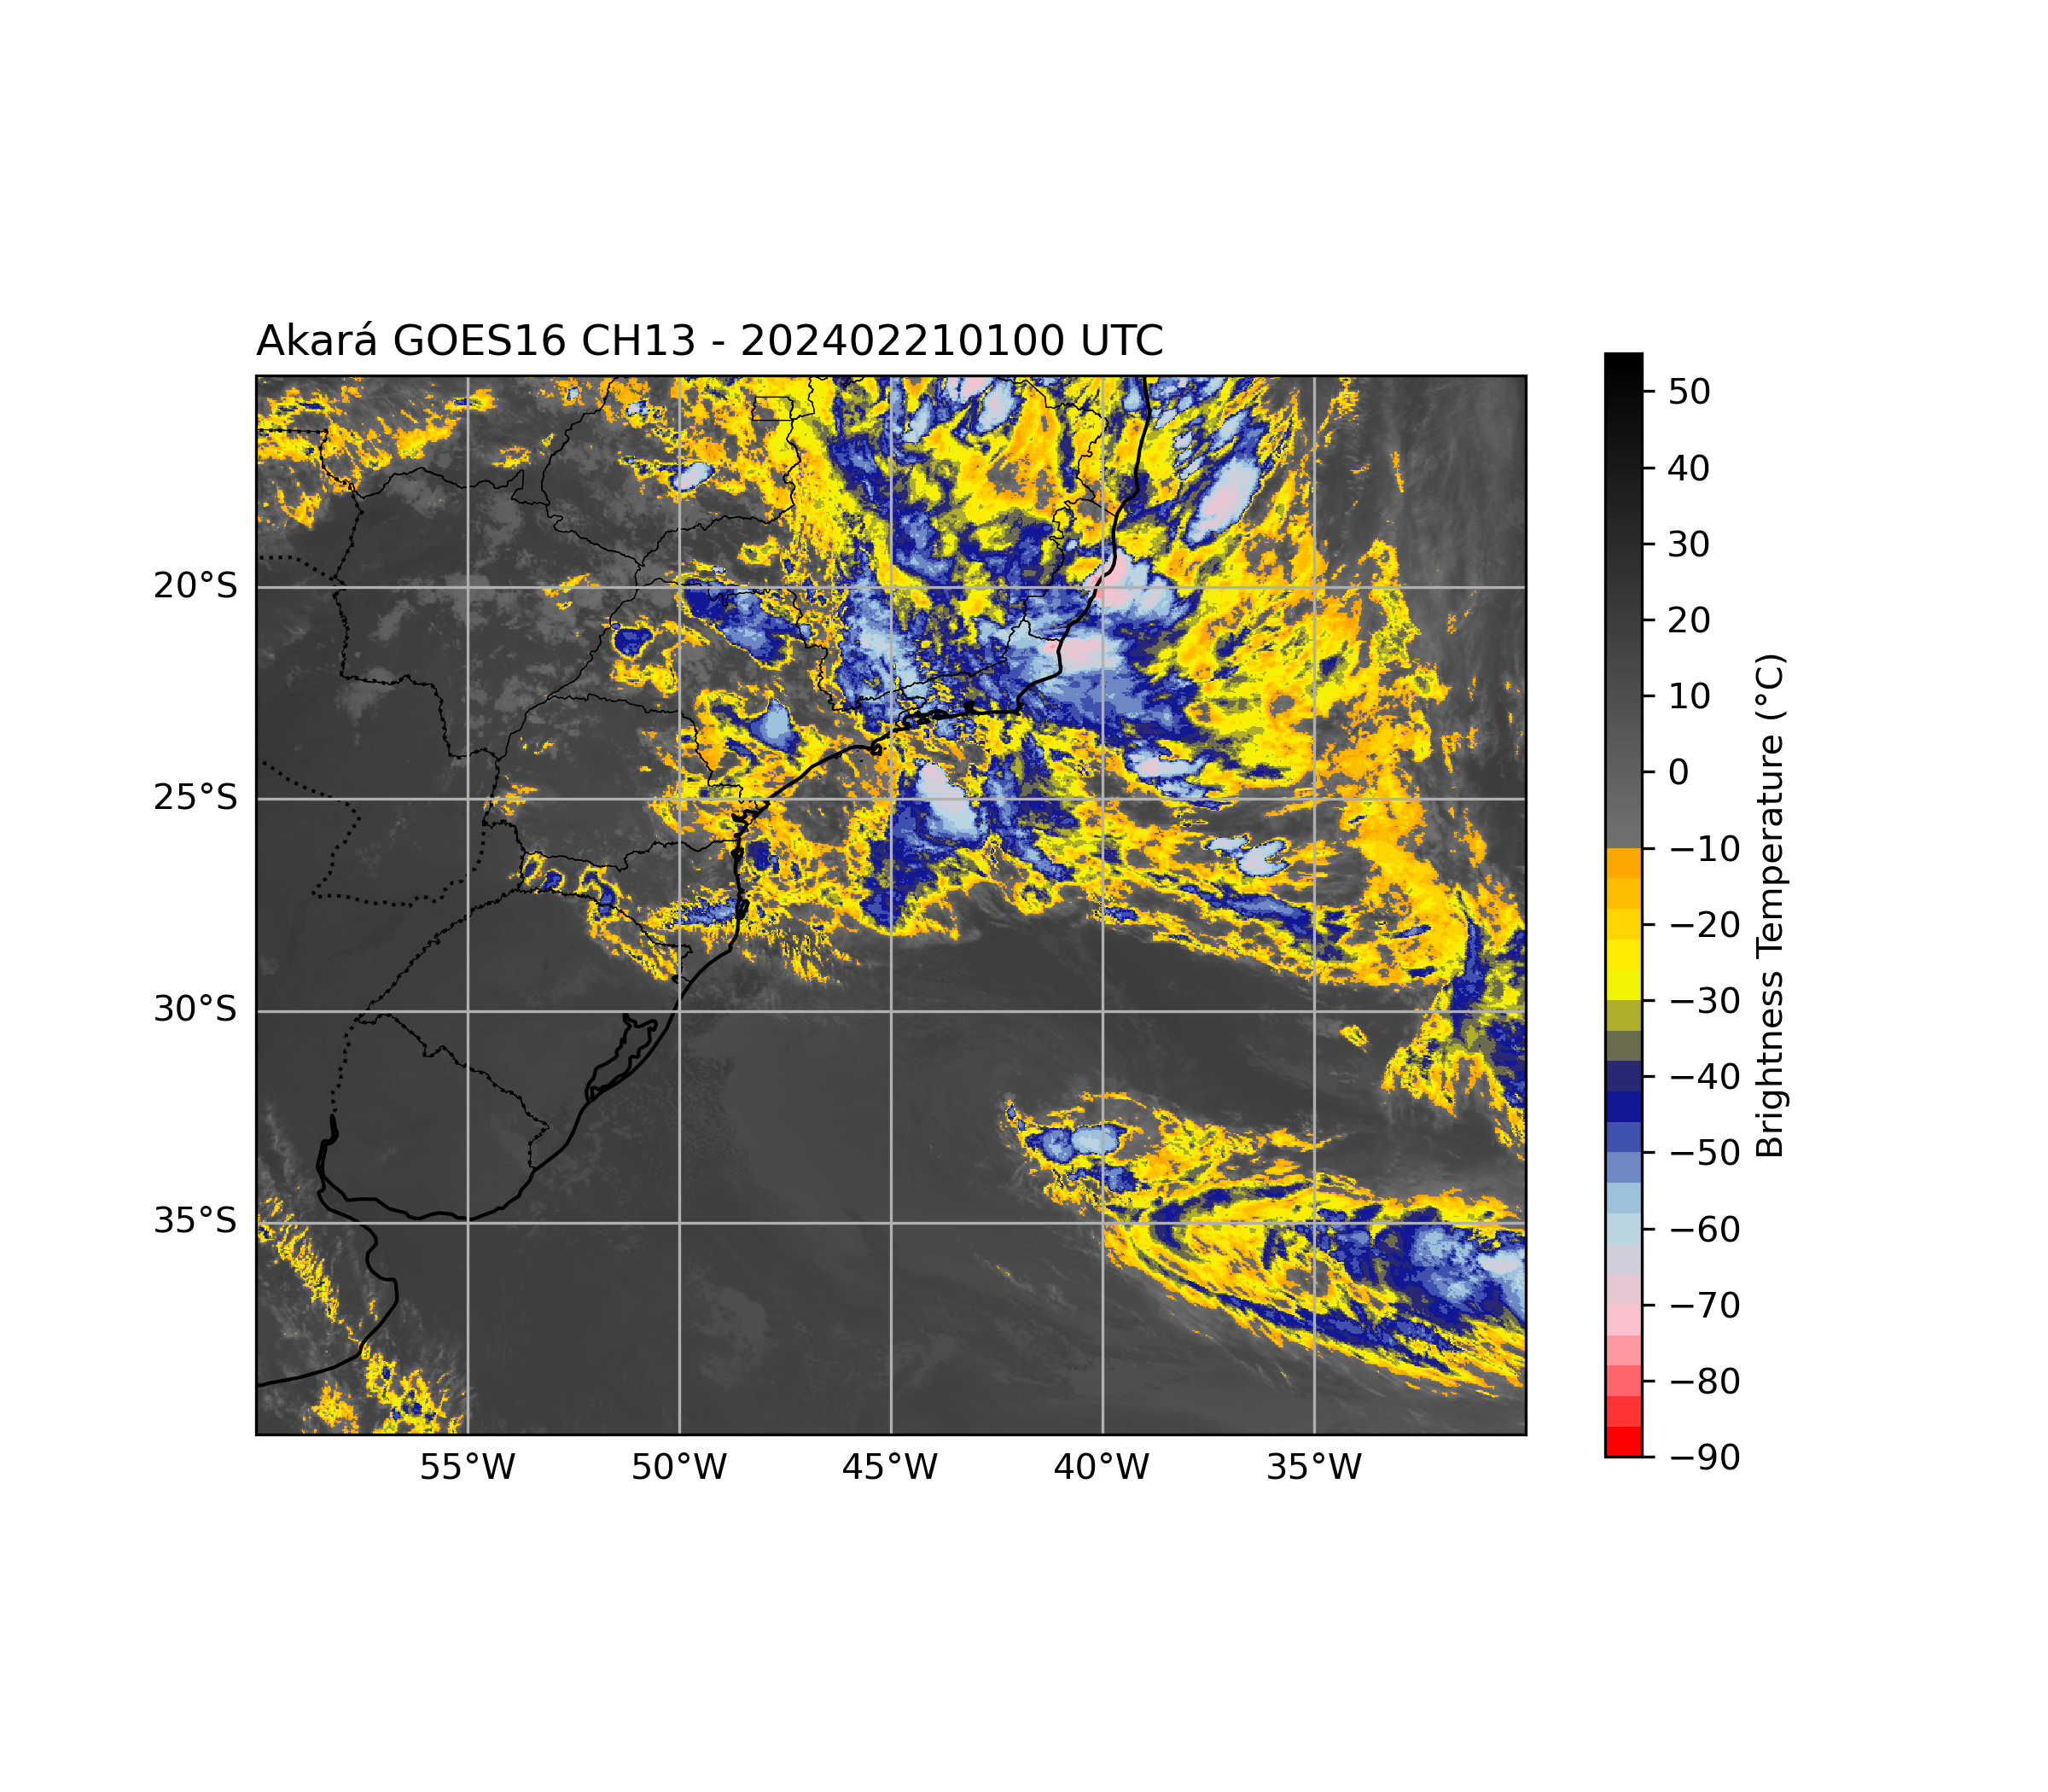 Akará GOES16 CH13 - 202402210100 UTC
20°S
25°S
30°S
35°S
55°W
50°W
45°W
40°W
35°W
50
40
30
20
10
0
−10
−20
−30
−40
−50
−60
−70
−80
−90
Brightness Temperature (°C)